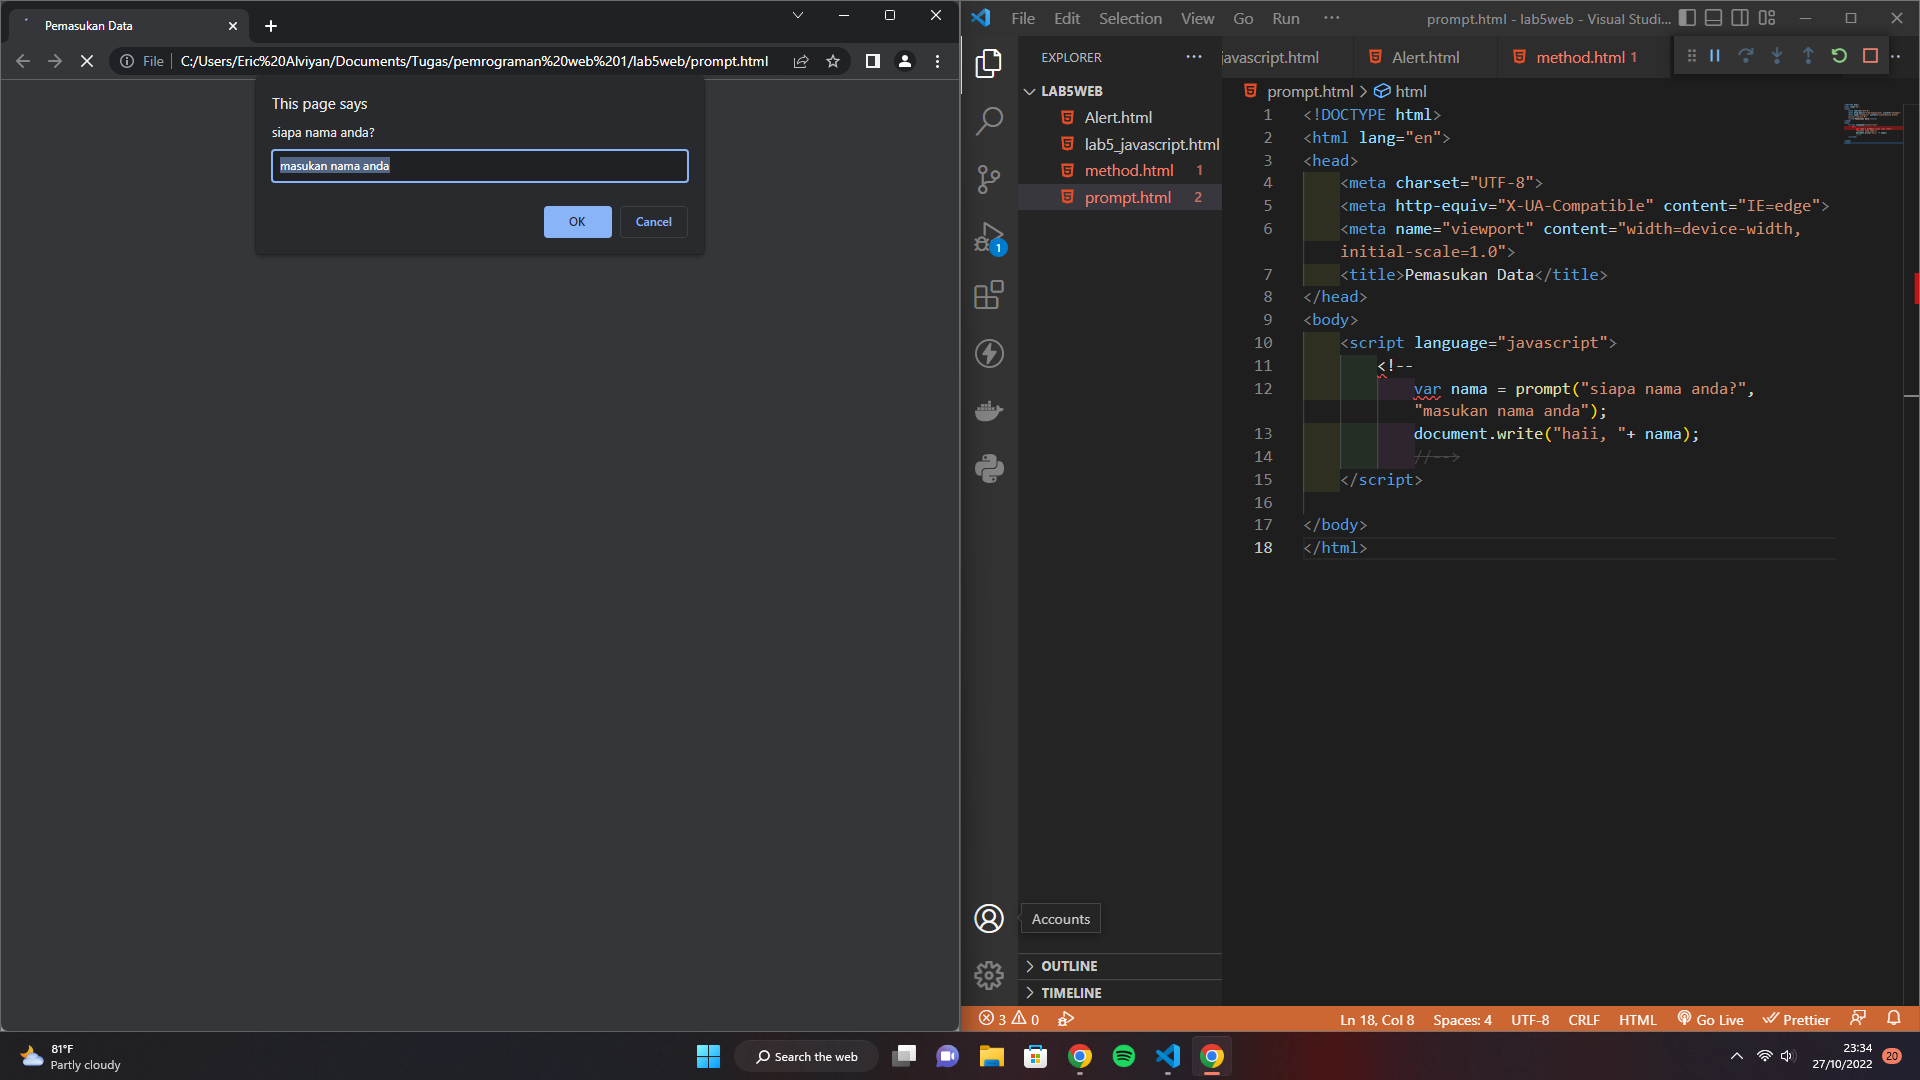 Pemasukan Data
File
C:/Users/Eric%20Alviyan/Documents/Tugas/pemrograman%20web%201/lab5web/prompt.html
This page says
siapa nama anda?
masukan nama anda
OK
Cancel
File Edit Selection View Go Run
prompt.html - lab5web - Visual Studi...
EXPLORER
javascript.html
Alert.html
method.html 1
LAB5WEB
Alert.html
lab5_javascript.html
method.html 1
prompt.html 2
1
prompt.html > html
1 <!DOCTYPE html>
2 <html lang="en">
3 <head>
4 <meta charset="UTF-8">
5 <meta http-equiv="X-UA-Compatible" content="IE=edge">
6 <meta name="viewport" content="width=device-width,
initial-scale=1.0">
7 <title>Pemasukan Data</title>
8 </head>
9 <body>
10 <script language="javascript">
11 <!--
12 var nama = prompt("siapa nama anda?",
"masukan nama anda");
13 document.write("haii, "+ nama);
14 //-->
15 </script>
16
17 </body>
18 </html>
Accounts
OUTLINE
TIMELINE
3 0
Ln 18, Col 8
Spaces: 4
UTF-8
CRLF
HTML
Go Live
Prettier
81°F
Partly cloudy
Search the web
23:34
27/10/2022
20